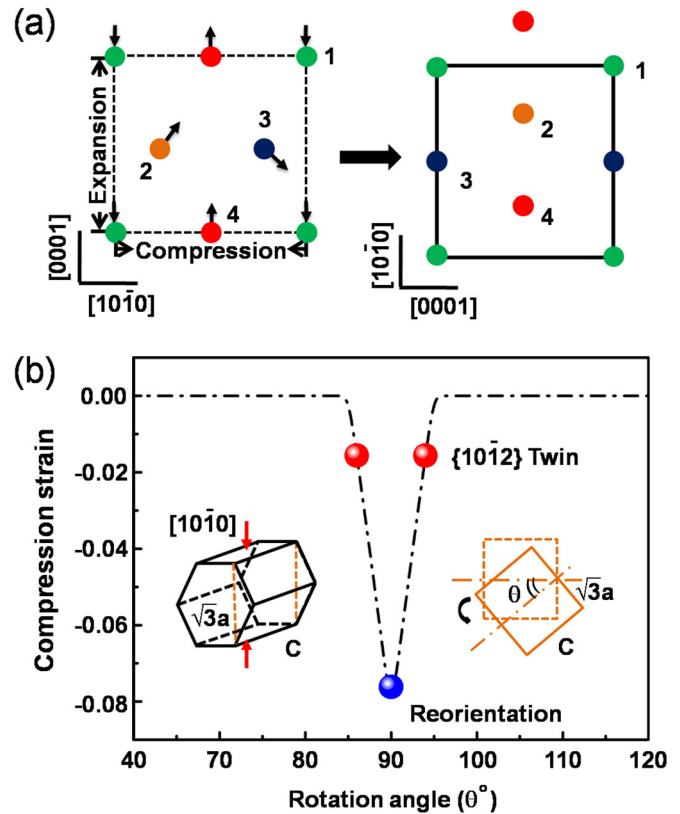 (a)
1
3
2
4
Expansion
Compression
[0001]
[101̄0]
1
2
3
4
[101̄0]
[0001]
(b)
0.00
-0.02
-0.04
-0.06
-0.08
Compression strain
{101̄2} Twin
[101̄0]
√3a
C
θ
√3a
C
Reorientation
40 50 60 70 80 90 100 110 120
Rotation angle (θ°)